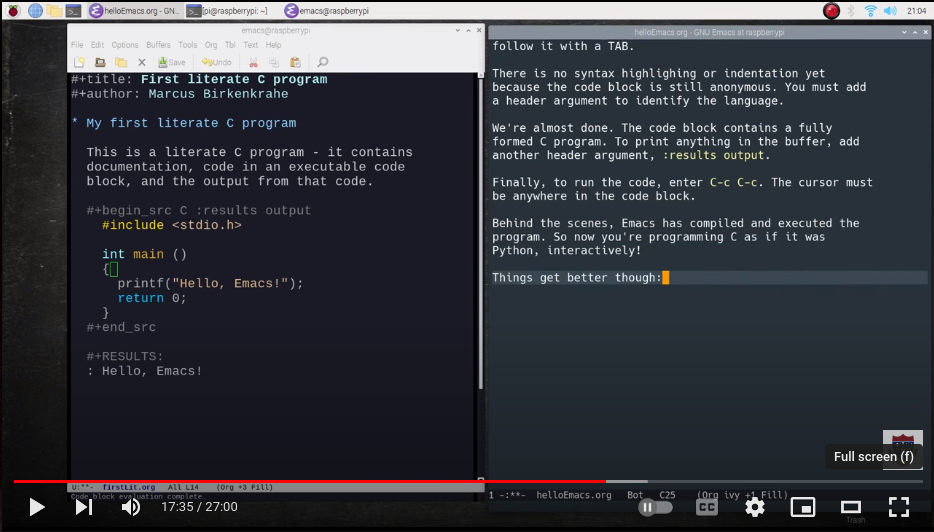 helloEmacs.org - GN.. [pi@raspberrypi: ~] emacs@raspberrypi 21:04
emacs@raspberrypi
File Edit Options Buffers Tools Org Tbl Text Help
Save Undo
#+title: First literate C program
#+author: Marcus Birkenkrahe
* My first literate C program
This is a literate C program - it contains
documentation, code in an executable code
block, and the output from that code.
#+begin_src C :results output
#include <stdio.h>
int main ()
{
printf("Hello, Emacs!");
return 0;
}
#+end_src
#+RESULTS:
: Hello, Emacs!
U:**- firstLit.org All L14 (Org +3 Fill)
Code block evaluation complete.
helloEmacs.org - GNU Emacs at raspberrypi
follow it with a TAB.
There is no syntax highlighing or indentation yet
because the code block is still anonymous. You must add
a header argument to identify the language.
We're almost done. The code block contains a fully
formed C program. To print anything in the buffer, add
another header argument, :results output.
Finally, to run the code, enter C-c C-c. The cursor must
be anywhere in the code block.
Behind the scenes, Emacs has compiled and executed the
program. So now you're programming C as if it was
Python, interactively!
Things get better though:
Full screen (f)
1 -:**- helloEmacs.org Bot C25 (Org ivy +1 Fill)
17:35 / 27:00
CC
Trash